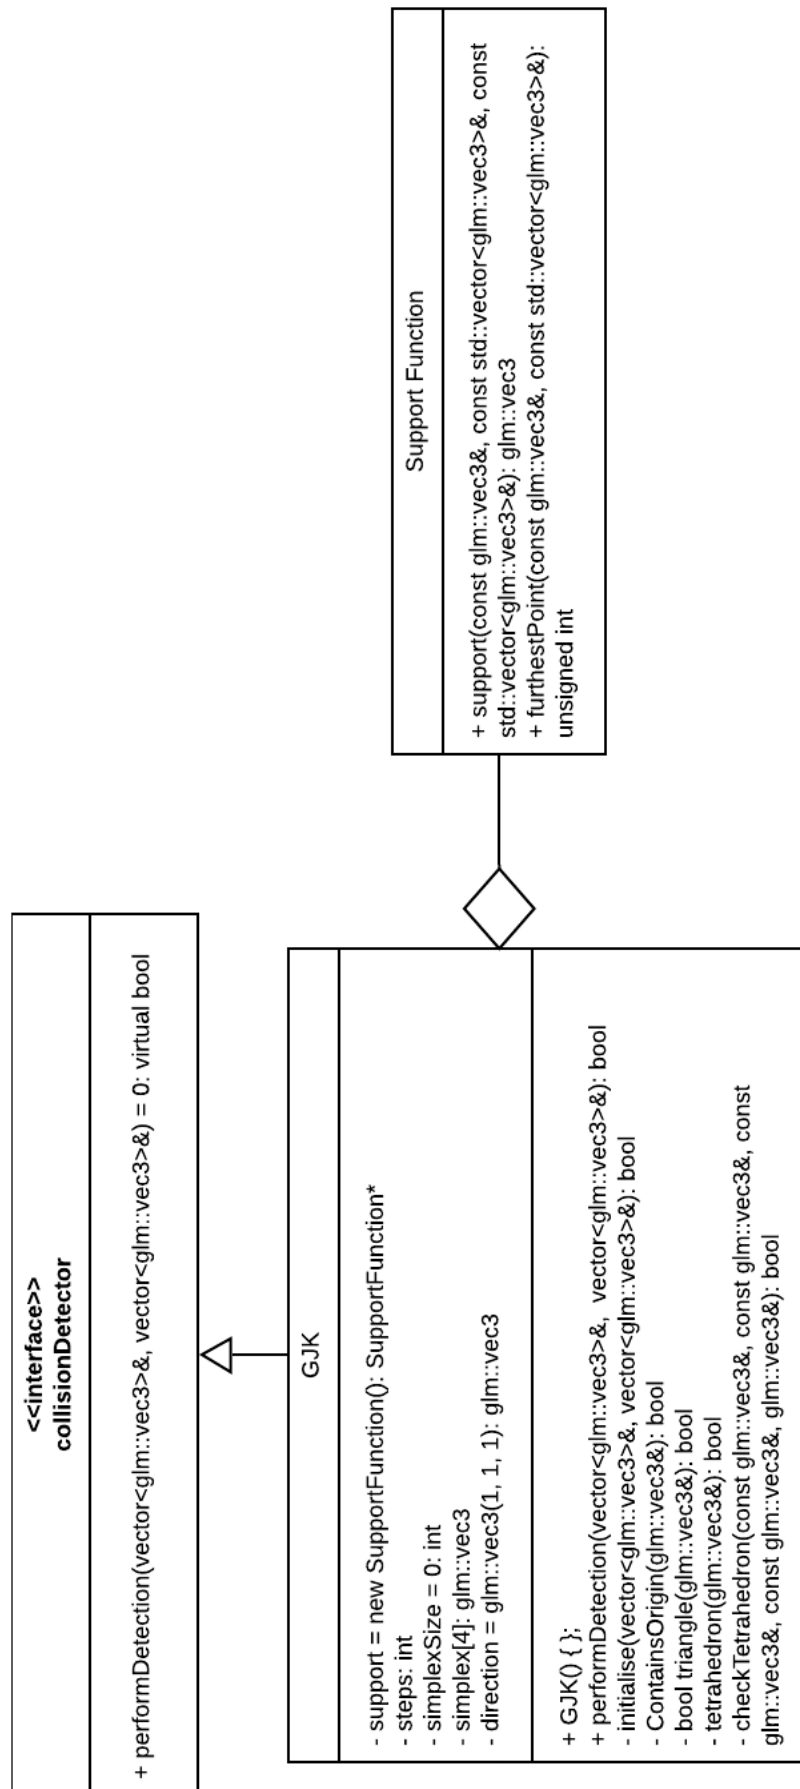 <<interface>>
collisionDetector
+ performDetection(vector<glm::vec3>&, vector<glm::vec3>&) = 0: virtual bool
GJK
- support = new SupportFunction(): SupportFunction*
- steps: int
- simplexSize = 0: int
- simplex[4]: glm::vec3
- direction = glm::vec3(1, 1, 1): glm::vec3
+ GJK() { };
+ performDetection(vector<glm::vec3>&, vector<glm::vec3>&): bool
- initialise(vector<glm::vec3>&, vector<glm::vec3>&): bool
- ContainsOrigin(glm::vec3&): bool
- bool triangle(glm::vec3&): bool
- tetrahedron(glm::vec3&): bool
- checkTetrahedron(const glm::vec3&, const glm::vec3&, const
glm::vec3&, const glm::vec3&, glm::vec3&): bool
Support Function
+ support(const glm::vec3&, const std::vector<glm::vec3>&, const
std::vector<glm::vec3>&): glm::vec3
+ furthestPoint(const glm::vec3&, const std::vector<glm::vec3>&):
unsigned int